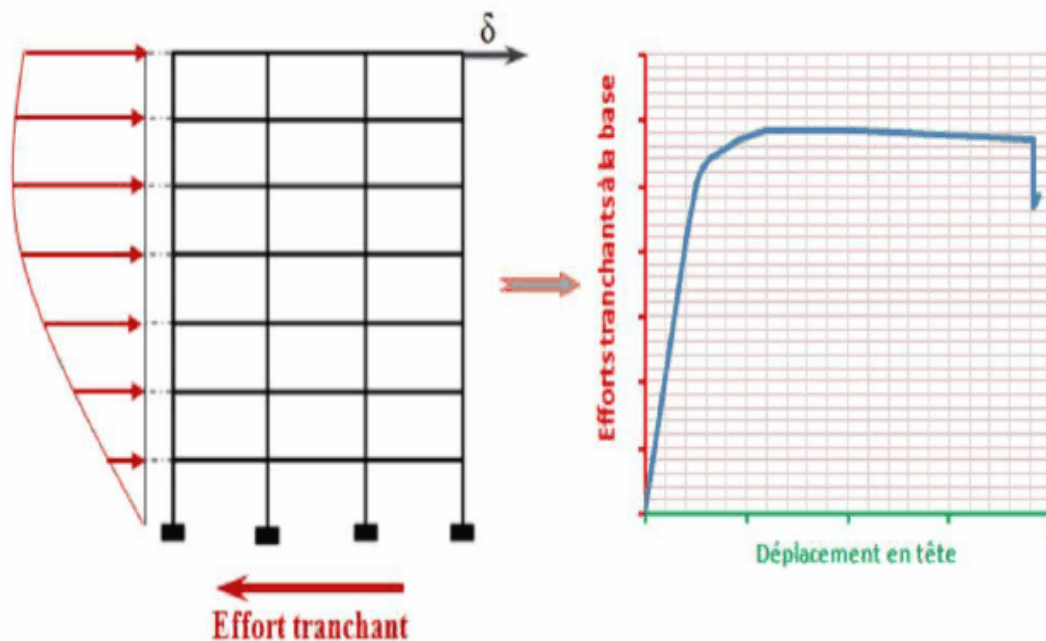 δ
Efforts tranchants à la base
Déplacement en tête
Effort tranchant